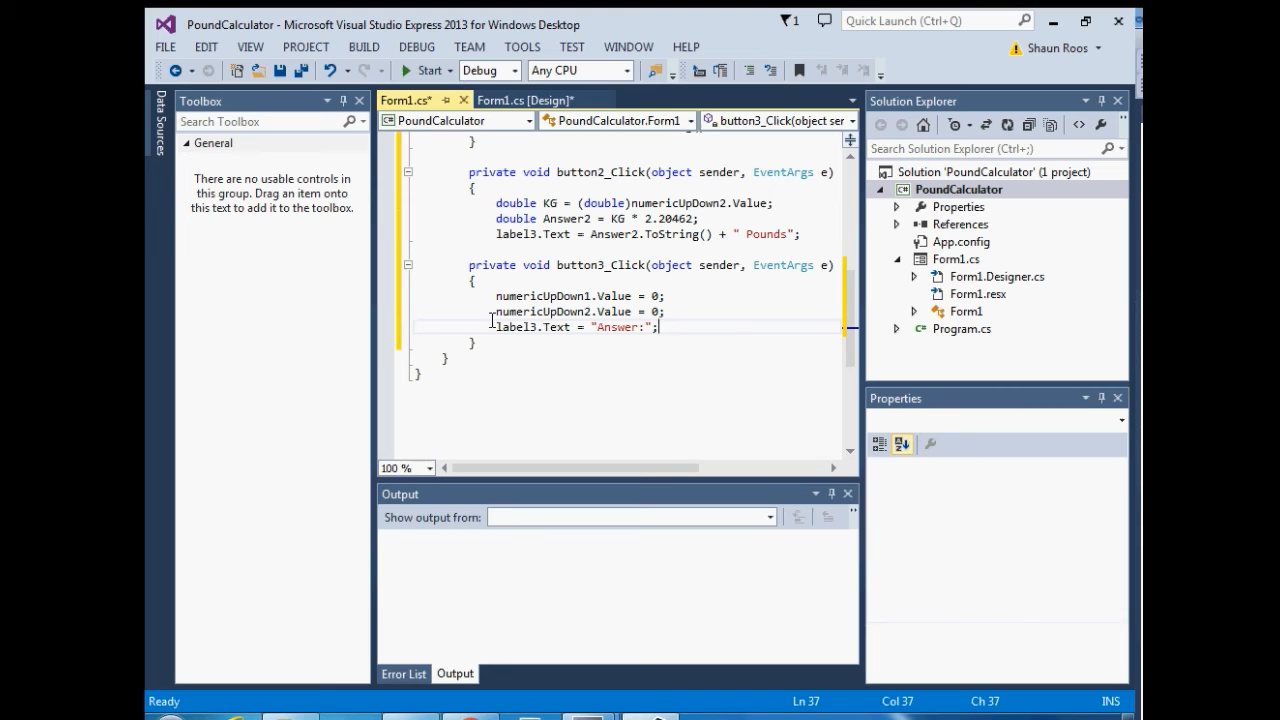 PoundCalculator - Microsoft Visual Studio Express 2013 for Windows Desktop
1
Quick Launch (Ctrl+Q)
FILE EDIT VIEW PROJECT BUILD DEBUG TEAM TOOLS TEST WINDOW HELP
Shaun Roos
Start
Debug
Any CPU
Data Sources
Toolbox
Search Toolbox
General
There are no usable controls in
this group. Drag an item onto
this text to add it to the toolbox.
Form1.cs*
Form1.cs [Design]*
PoundCalculator
PoundCalculator.Form1
button3_Click(object ser
}
private void button2_Click(object sender, EventArgs e)
{
double KG = (double)numericUpDown2.Value;
double Answer2 = KG * 2.20462;
label3.Text = Answer2.ToString() + " Pounds";
}
private void button3_Click(object sender, EventArgs e)
{
numericUpDown1.Value = 0;
numericUpDown2.Value = 0;
label3.Text = "Answer:";
}
}
}
100 %
Output
Show output from:
Error List
Output
Solution Explorer
Search Solution Explorer (Ctrl+;)
Solution 'PoundCalculator' (1 project)
PoundCalculator
Properties
References
App.config
Form1.cs
Form1.Designer.cs
Form1.resx
Form1
Program.cs
Properties
Ready
Ln 37
Col 37
Ch 37
INS